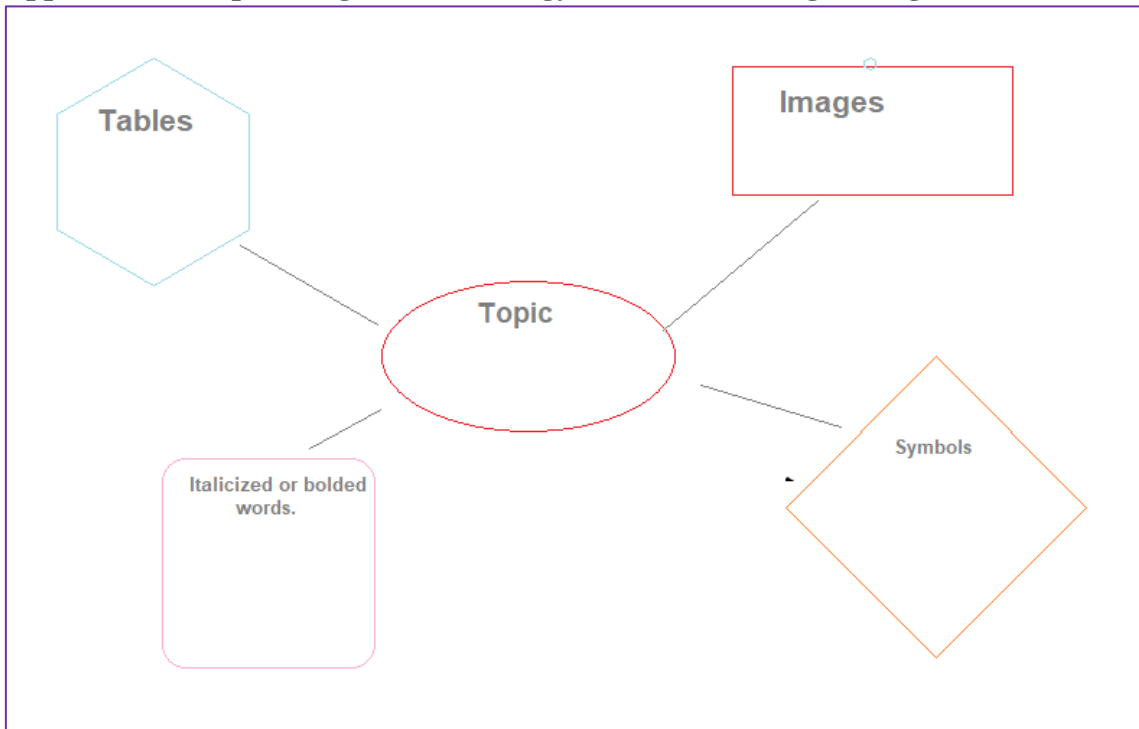 Tables
Images
Topic
Symbols
Italicized or bolded
words.